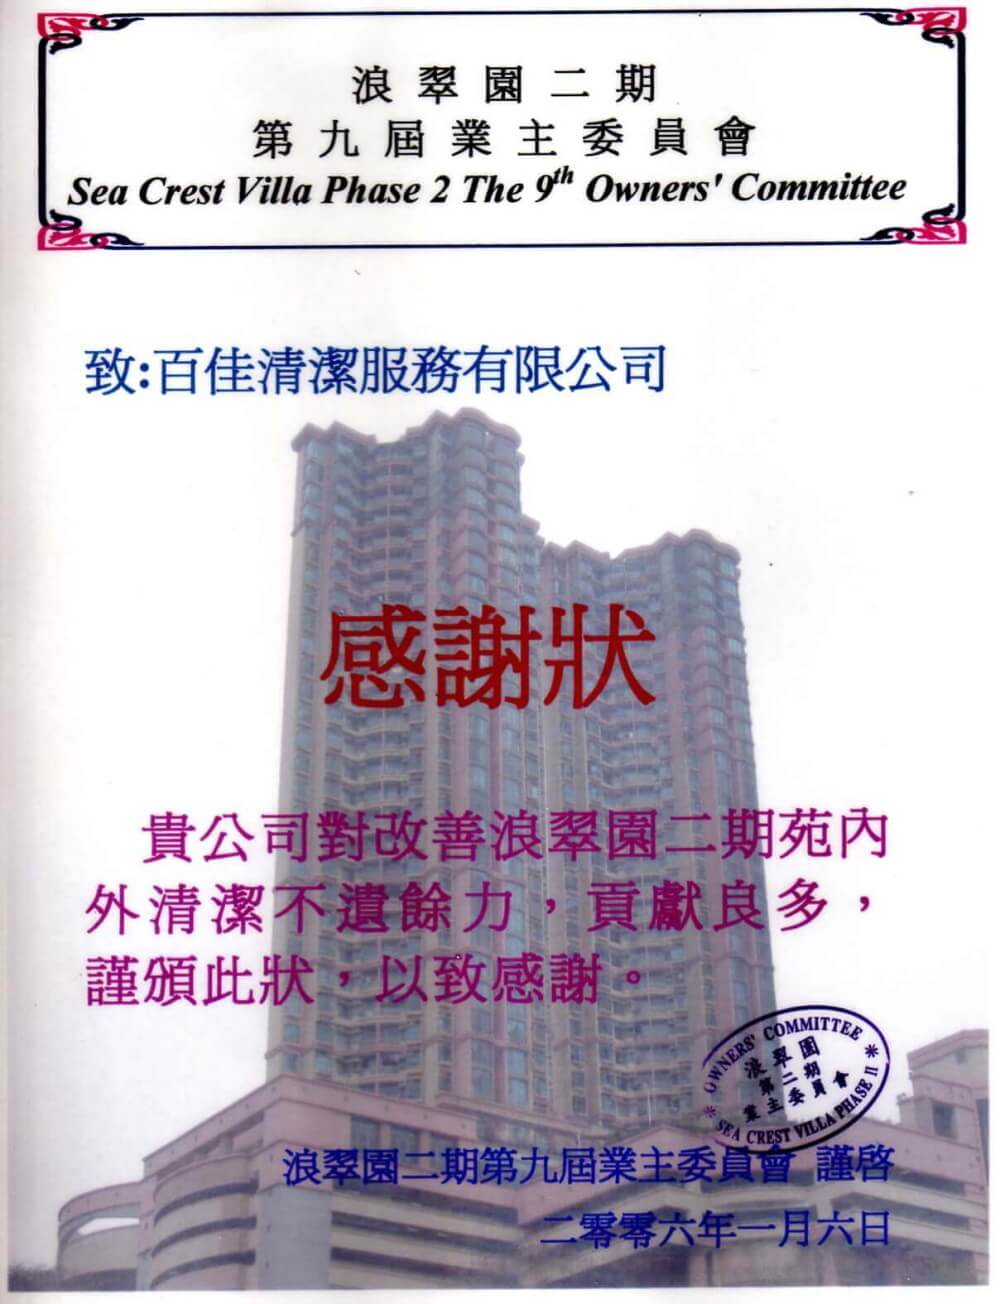 浪翠園二期
第九屆業主委員會
Sea Crest Villa Phase 2 The 9th Owners' Committee
致:百佳清潔服務有限公司
感謝狀
貴公司對改善浪翠園二期苑內
外清潔不遺餘力，貢獻良多，
謹頒此狀，以致感謝。
OWNERS' COMMITTEE
浪翠園
第二期
業主委員會
SEA CREST VILLA PHASE II
浪翠園二期第九屆業主委員會 謹啓
二零零六年一月六日